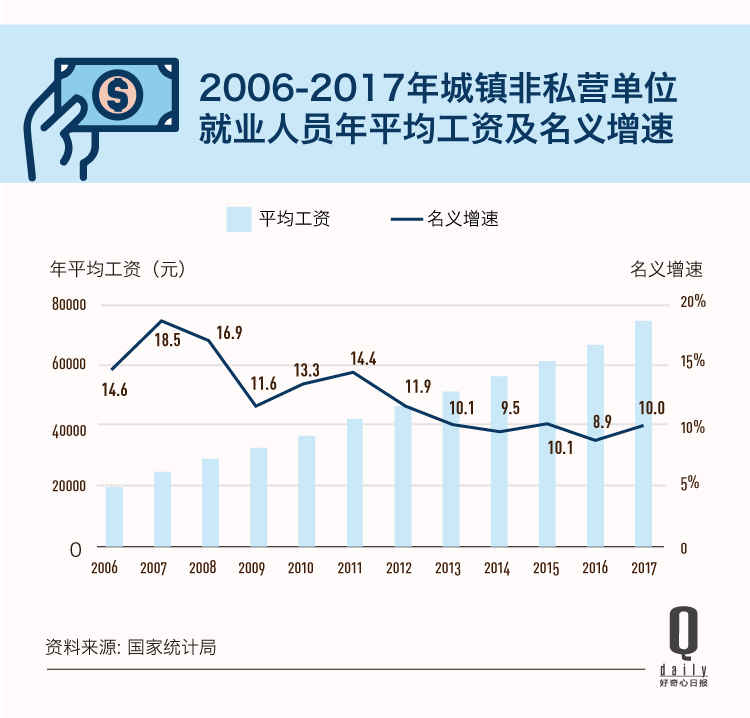 $
2006-2017年城镇非私营单位
就业人员年平均工资及名义增速
平均工资 名义增速
年平均工资（元） 名义增速
80000 20%
60000 15%
40000 10%
20000 5%
0 0
14.6 18.5 16.9 11.6 13.3 14.4 11.9 10.1 9.5 10.1 8.9 10.0
2006 2007 2008 2009 2010 2011 2012 2013 2014 2015 2016 2017
资料来源: 国家统计局
Q
daily
好奇心日报